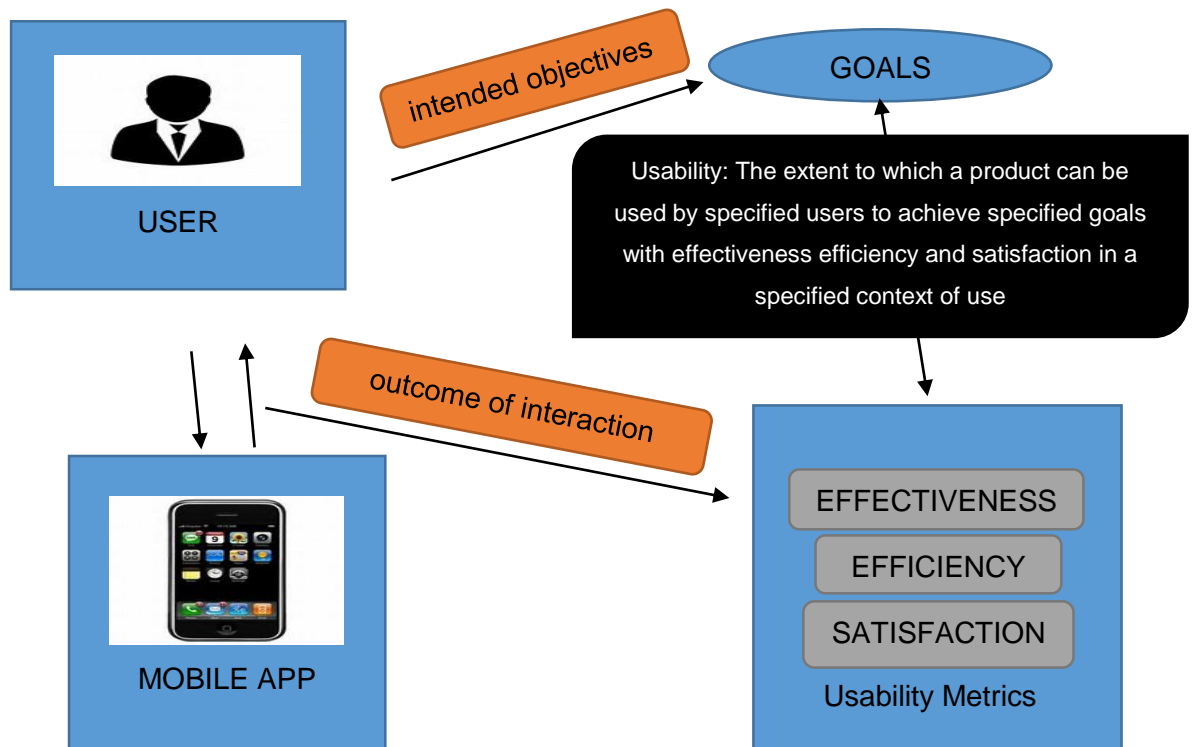 intended objectives
GOALS
USER
Usability: The extent to which a product can be
used by specified users to achieve specified goals
with effectiveness efficiency and satisfaction in a
specified context of use
outcome of interaction
EFFECTIVENESS
EFFICIENCY
SATISFACTION
Usability Metrics
9
MOBILE APP